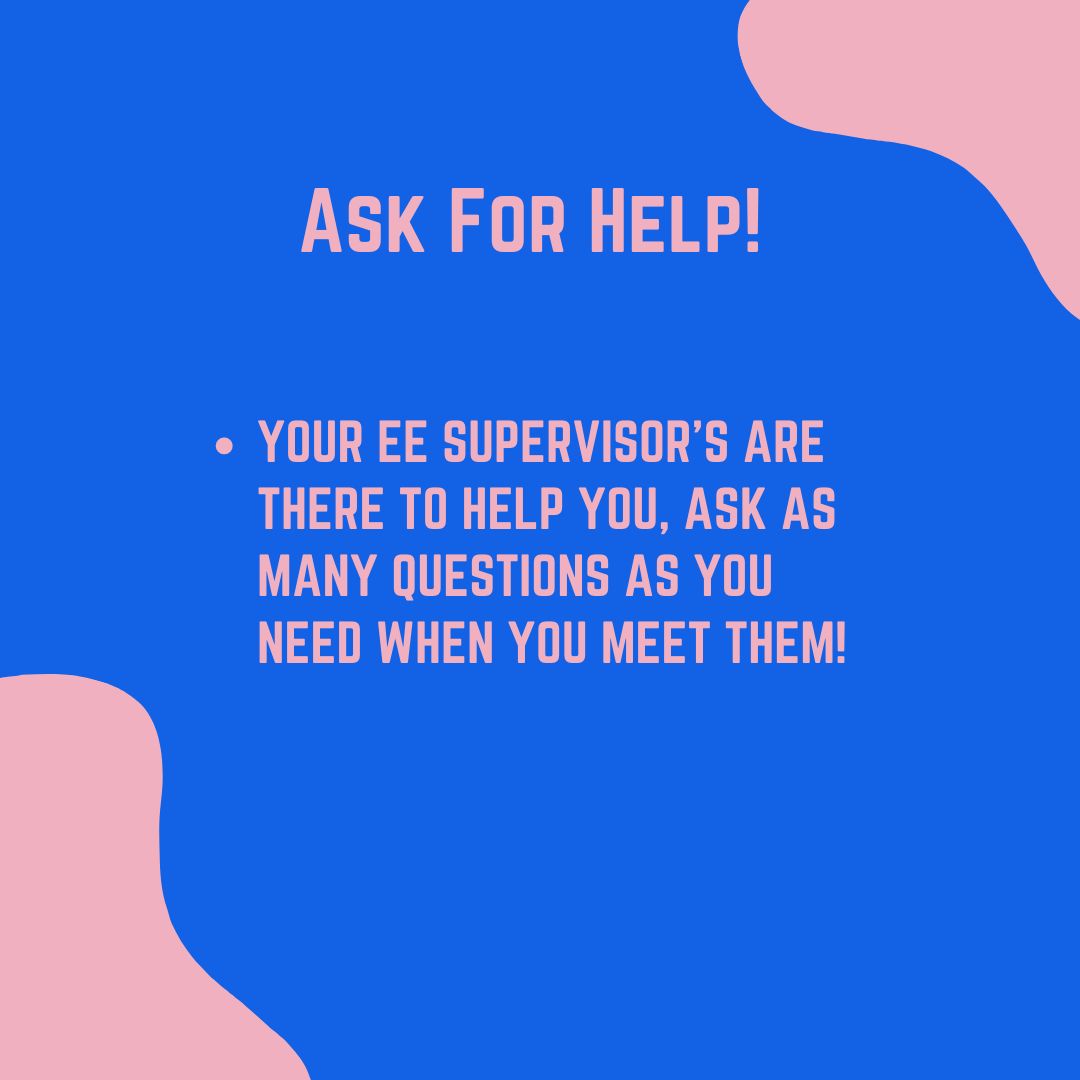 Ask For Help!
• YOUR EE SUPERVISOR'S ARE
THERE TO HELP YOU, ASK AS
MANY QUESTIONS AS YOU
NEED WHEN YOU MEET THEM!